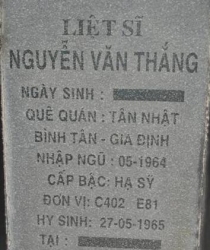 LIỆT SĨ
NGUYỄN VĂN THẮNG
NGÀY SINH :
QUÊ QUÁN : TÂN NHẬT
BÌNH TÂN - GIA ĐỊNH
NHẬP NGŨ : 05-1964
CẤP BẬC: HẠ SỸ
ĐƠN VỊ: C402 E81
HY SINH: 27-05-1965
TẠI :